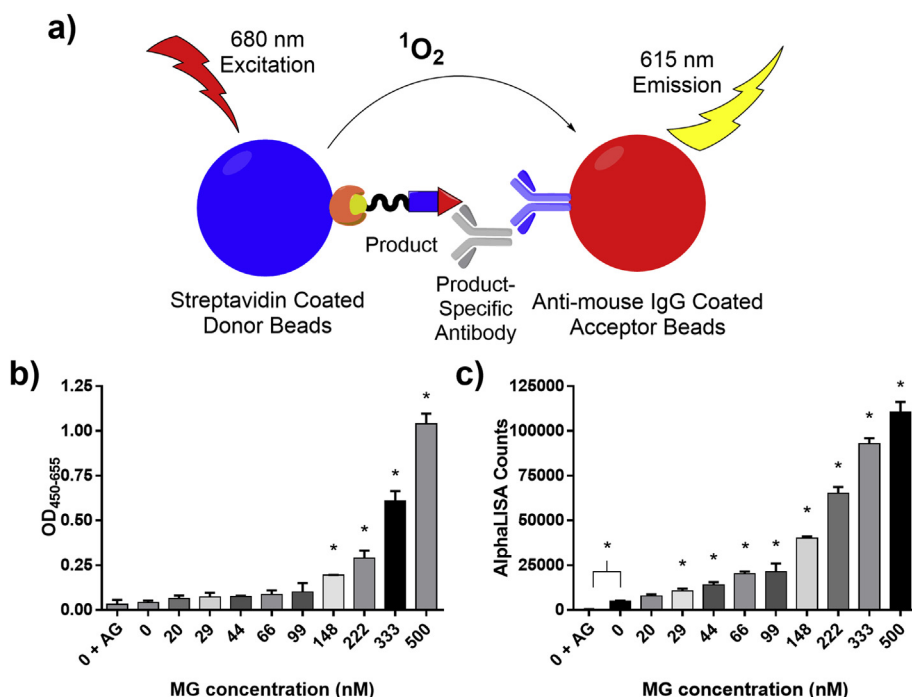 a)
680 nm
Excitation
¹O₂
615 nm
Emission
Product
Streptavidin Coated
Donor Beads
Product-
Specific
Antibody
Anti-mouse IgG Coated
Acceptor Beads
b)
OD450-655
1.25
1.00
0.75
0.50
0.25
0.00
* * * *
0 + AG 0 20 29 44 66 99 148 222 333 500
MG concentration (nM)
c)
AlphaLISA Counts
125000
100000
75000
50000
25000
0
* * * * * * * * *
0 + AG 0 20 29 44 66 99 148 222 333 500
MG concentration (nM)